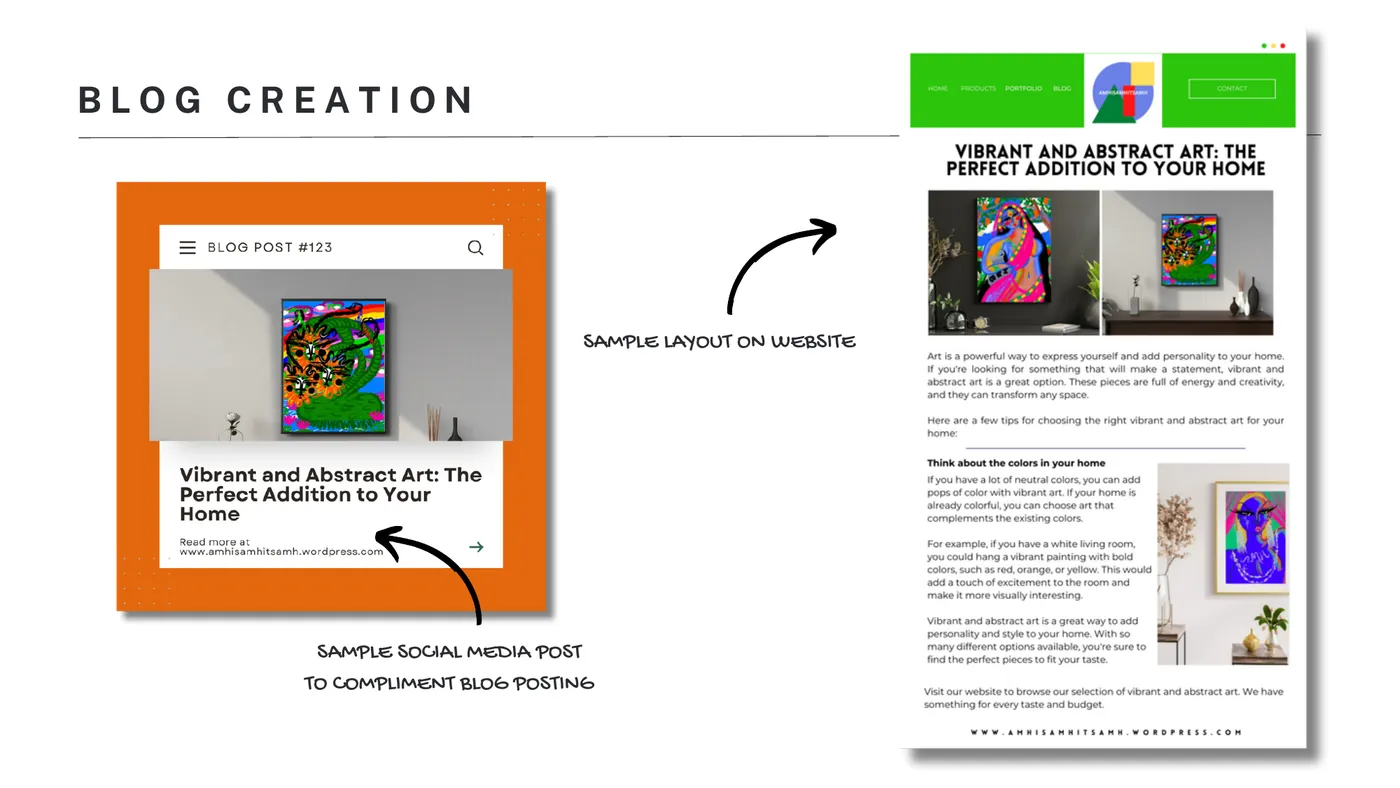 BLOG CREATION
BLOG POST #123
Vibrant and Abstract Art: The
Perfect Addition to Your
Home
Read more at
www.amhisamhitsamh.wordpress.com
SAMPLE SOCIAL MEDIA POST
TO COMPLIMENT BLOG POSTING
SAMPLE LAYOUT ON WEBSITE
HOME PRODUCTS PORTFOLIO BLOG
AMHISAMHITSAMH
CONTACT
VIBRANT AND ABSTRACT ART: THE
PERFECT ADDITION TO YOUR HOME
Art is a powerful way to express yourself and add personality to your home.
If you're looking for something that will make a statement, vibrant and
abstract art is a great option. These pieces are full of energy and creativity,
and they can transform any space.
Here are a few tips for choosing the right vibrant and abstract art for your
home:
Think about the colors in your home
If you have a lot of neutral colors, you can add
pops of color with vibrant art. If your home is
already colorful, you can choose art that
complements the existing colors.
For example, if you have a white living room,
you could hang a vibrant painting with bold
colors, such as red, orange, or yellow. This would
add a touch of excitement to the room and
make it more visually interesting.
Vibrant and abstract art is a great way to add
personality and style to your home. With so
many different options available, you're sure to
find the perfect pieces to fit your taste.
Visit our website to browse our selection of vibrant and abstract art. We have
something for every taste and budget.
WWW.AMHISAMHITSAMH.WORDPRESS.COM